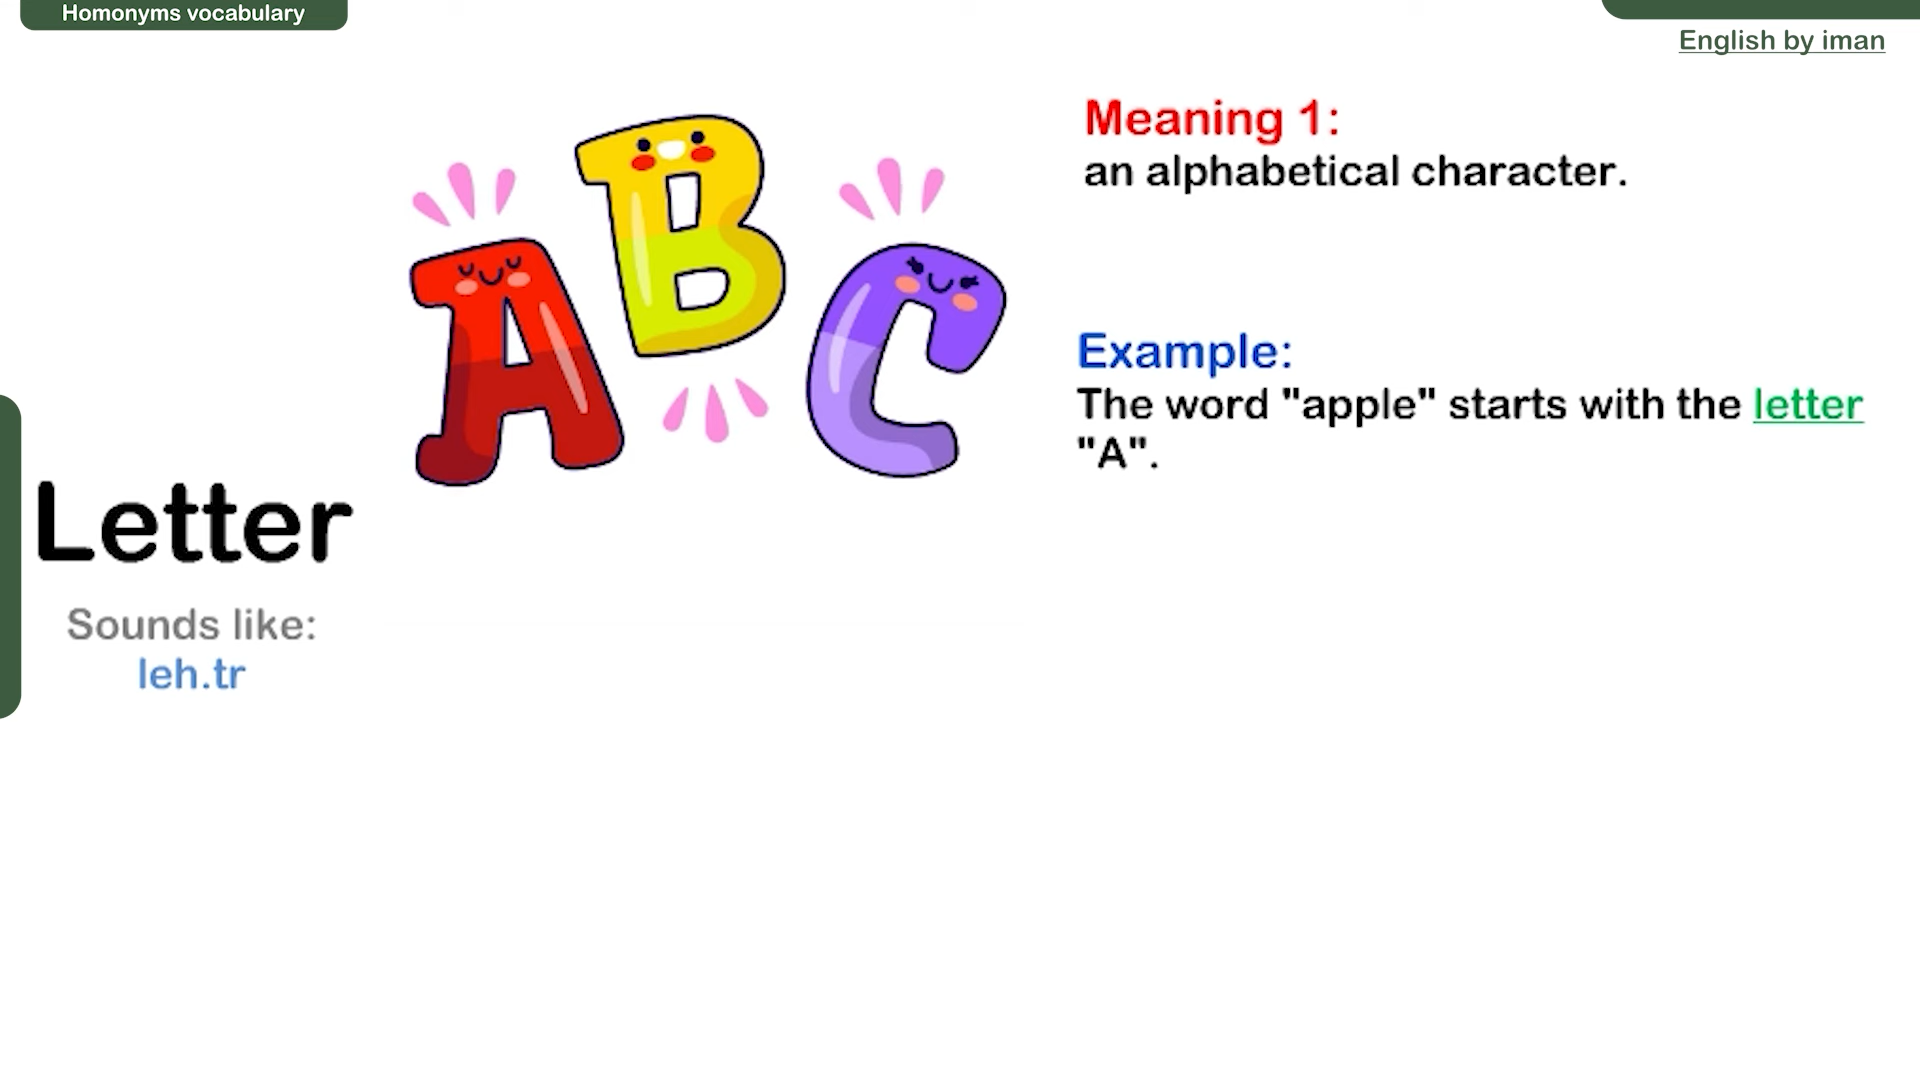 Homonyms vocabulary
English by iman
Meaning 1:
an alphabetical character.
A B C
Example:
The word "apple" starts with the letter
"A".
Letter
Sounds like:
leh.tr